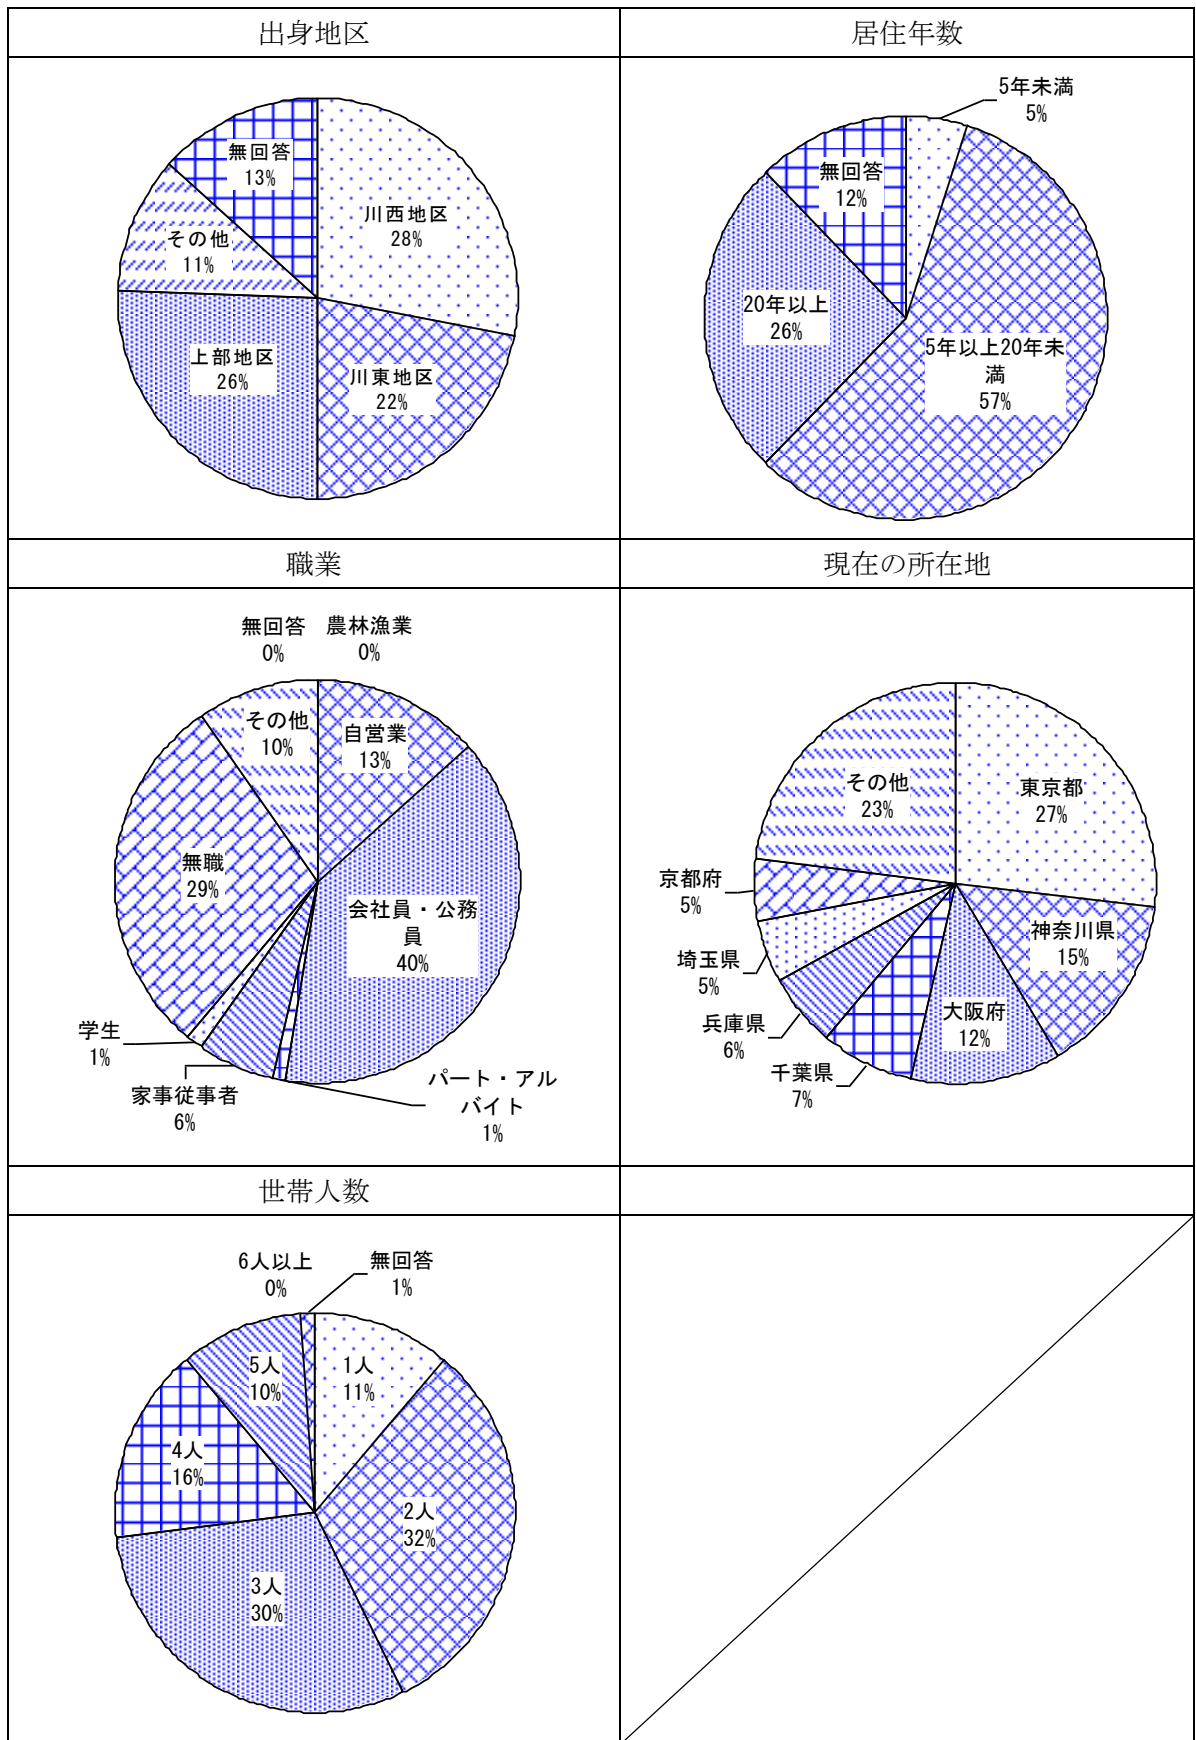 出身地区
居住年数
無回答
13%
川西地区
28%
その他
11%
上部地区
26%
川東地区
22%
5年未満
5%
無回答
12%
20年以上
26%
5年以上20年未
満
57%
職業
現在の所在地
無回答
0%
農林漁業
0%
その他
10%
自営業
13%
無職
29%
会社員・公務
員
40%
学生
1%
家事従事者
6%
パート・アル
バイト
1%
その他
23%
東京都
27%
京都府
5%
神奈川県
15%
埼玉県
5%
大阪府
12%
兵庫県
6%
千葉県
7%
世帯人数
6人以上
0%
無回答
1%
5人
10%
1人
11%
4人
16%
2人
32%
3人
30%